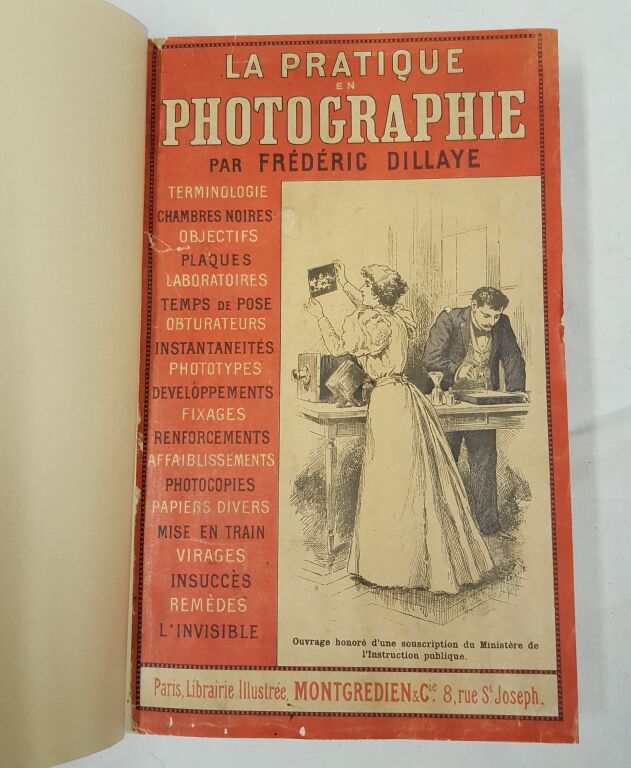 LA PRATIQUE
EN
PHOTOGRAPHIE
PAR FRÉDÉRIC DILLAYE
TERMINOLOGIE
CHAMBRES NOIRES
OBJECTIFS
PLAQUES
LABORATOIRES
TEMPS DE POSE
OBTURATEURS
INSTANTANEITÉS
PHOTOTYPES
DEVELOPPEMENTS
FIXAGES
RENFORCEMENTS
AFFAIBLISSEMENTS
PHOTOCOPIES
PAPIERS DIVERS
MISE EN TRAIN
VIRAGES
INSUCCÈS
REMÈDES
L'INVISIBLE
Ouvrage honoré d'une souscription du Ministère de
l'Instruction publique.
Paris, Librairie Illustrée, MONTGREDIEN & Cie 8, rue St Joseph.